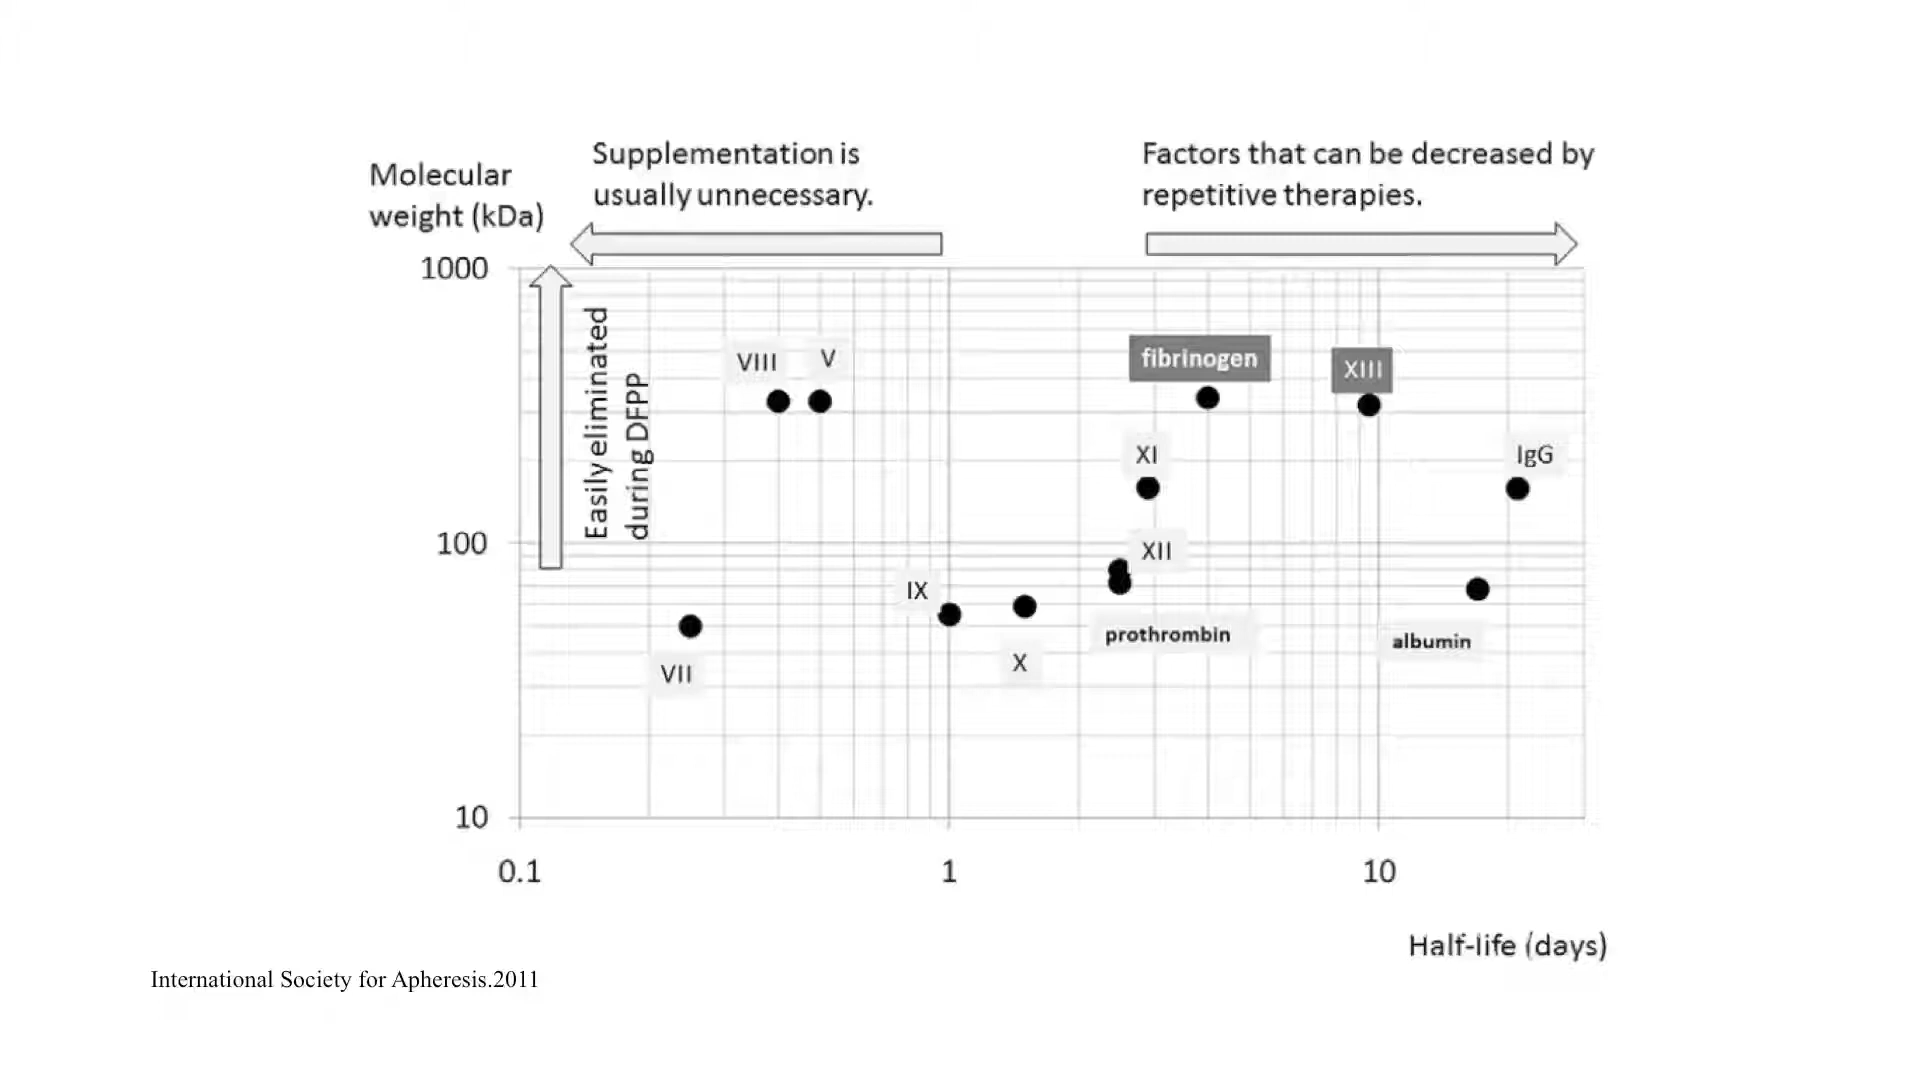 Molecular
weight (kDa)
Supplementation is
usually unnecessary.
Factors that can be decreased by
repetitive therapies.
1000
100
10
Easily eliminated
during DFPP
VIII
V
fibrinogen
XIII
XI
IgG
XII
IX
prothrombin
albumin
X
VII
0.1
1
10
Half-life (days)
International Society for Apheresis.2011